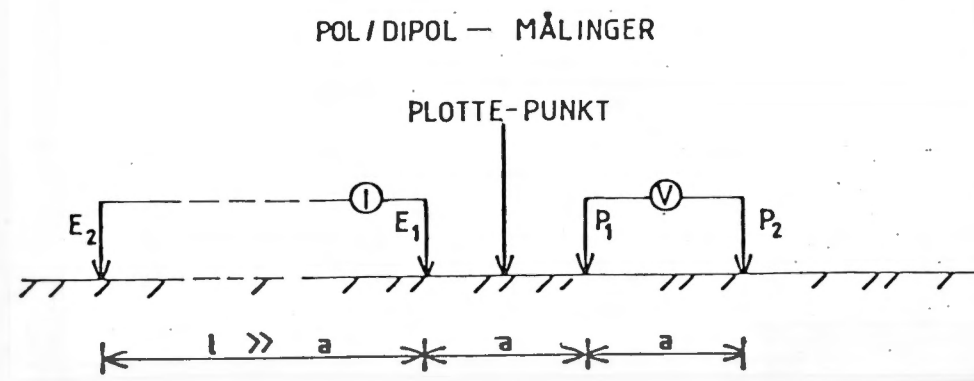 POL/DIPOL — MÅLINGER
PLOTTE-PUNKT
I
V
E₂
E₁
P₁
P₂
l >> a
a
a